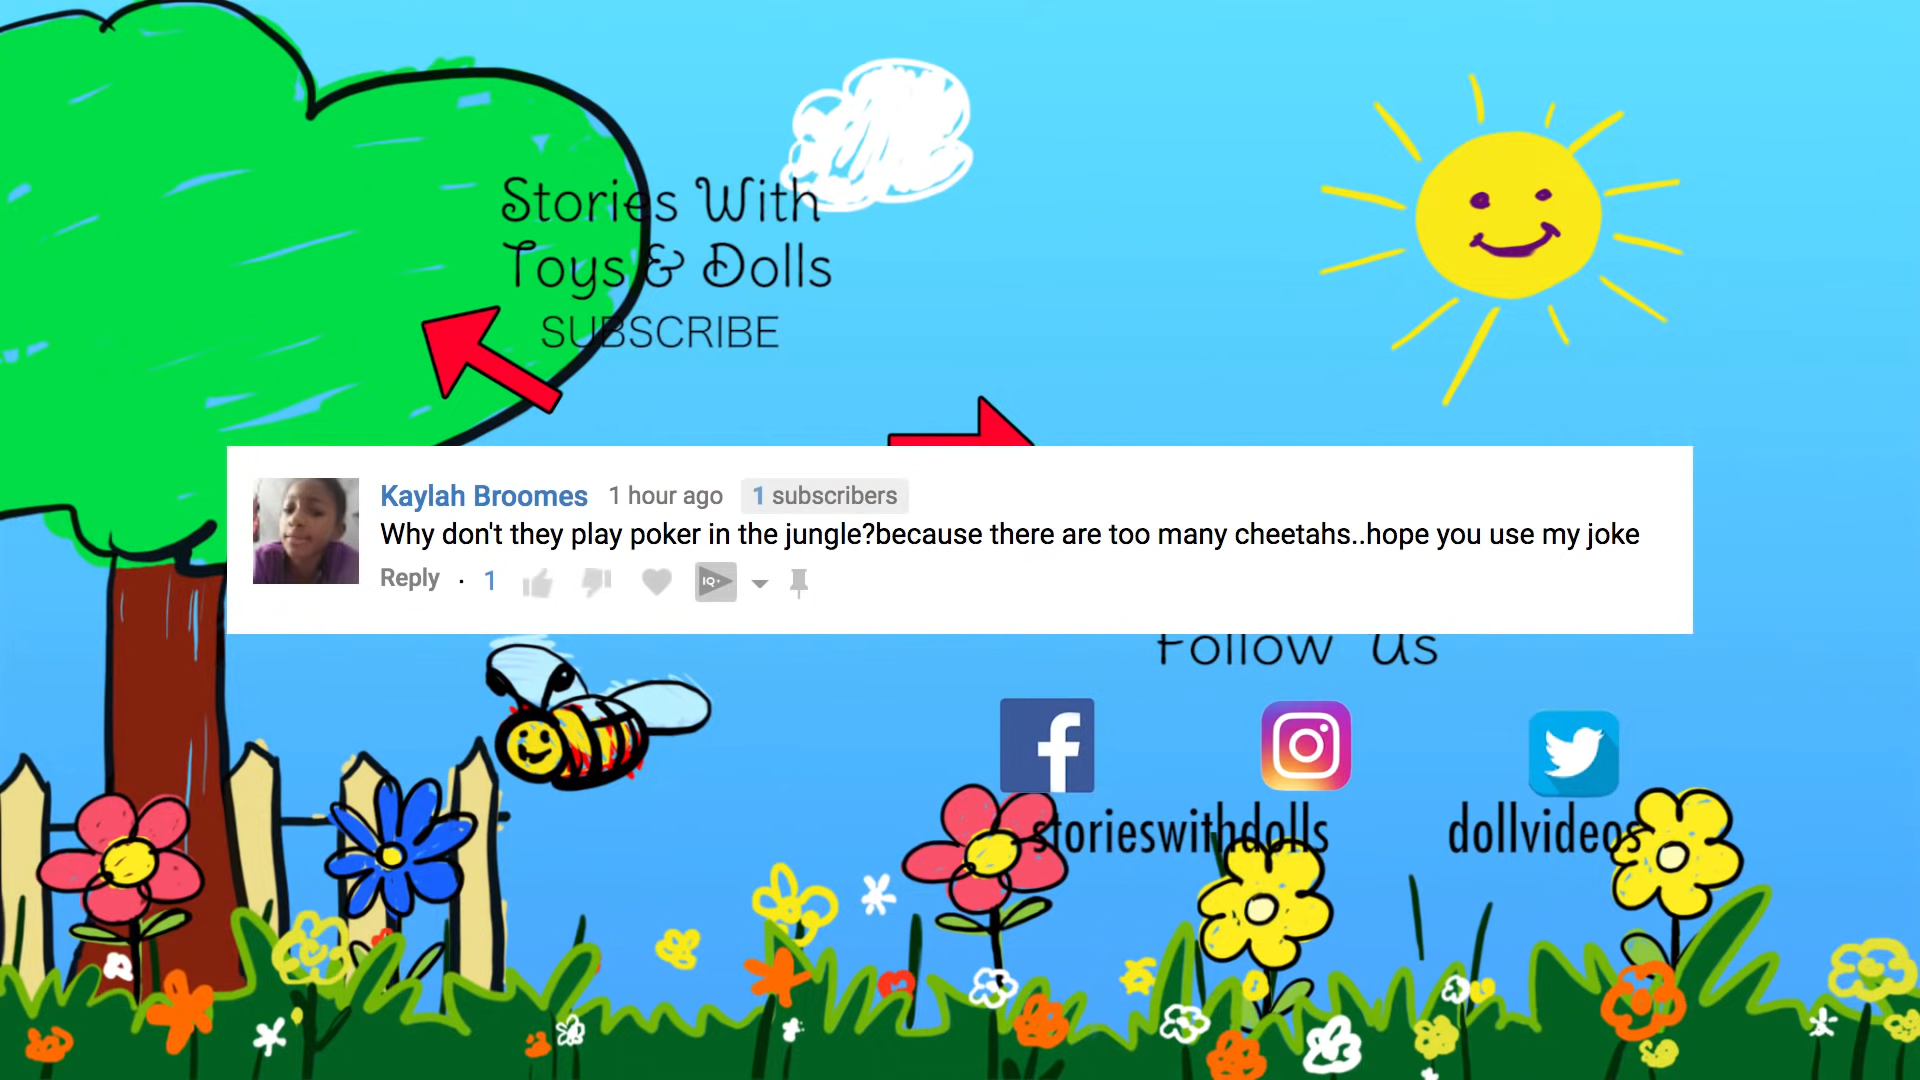 Stories With
Toys & Dolls
SUBSCRIBE
Kaylah Broomes 1 hour ago 1 subscribers
Why don't they play poker in the jungle?because there are too many cheetahs..hope you use my joke
Reply · 1 IQ+
Follow Us
f
storieswithdolls dollvideos